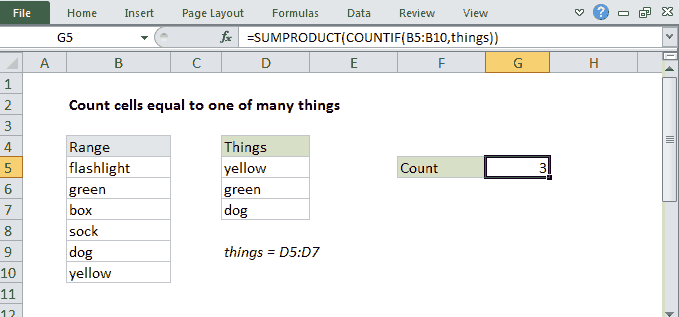 File Home Insert Page Layout Formulas Data Review View
G5 fx =SUMPRODUCT(COUNTIF(B5:B10,things))
A B C D E F G H
1
2 Count cells equal to one of many things
3
4 Range Things
5 flashlight yellow Count 3
6 green green
7 box dog
8 sock
9 dog things = D5:D7
10 yellow
11
12